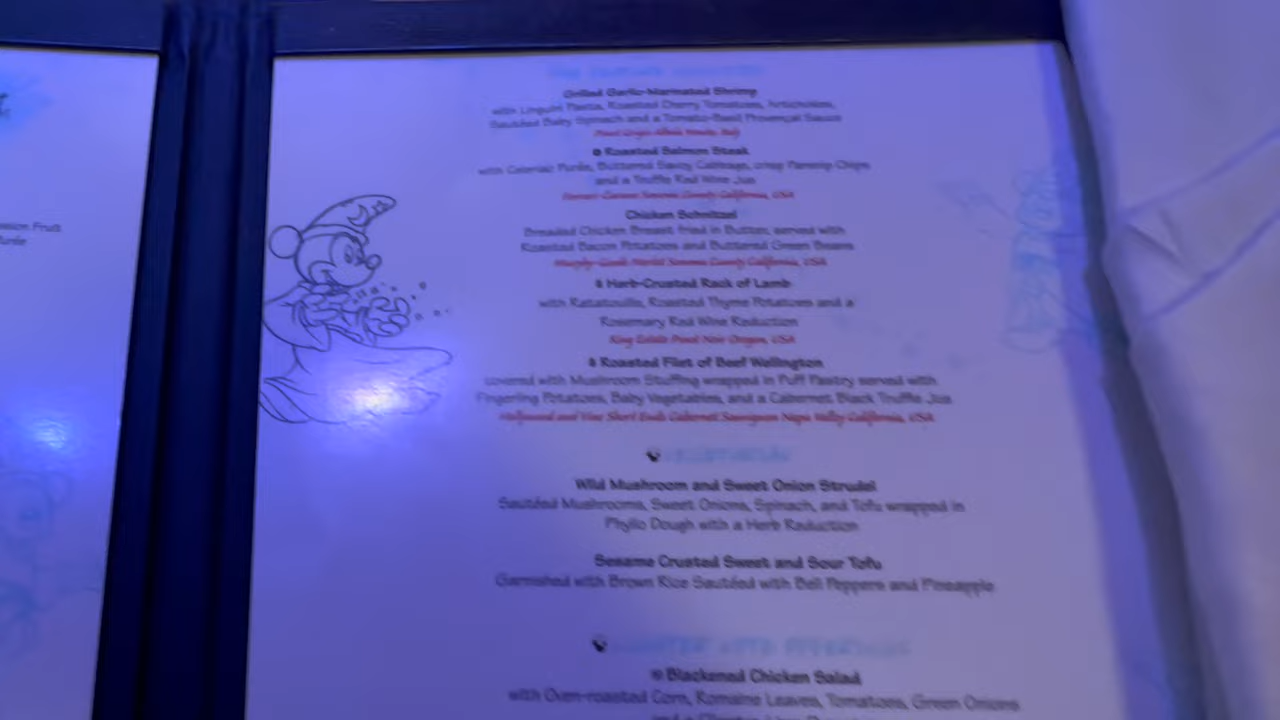 ssion Fruit
Grilled Garlic-Marinated Shrimp
with Linguini Pasta, Roasted Cherry Tomatoes, Artichokes,
Sautéed Baby Spinach and a Tomato-Basil Provençal Sauce
Roasted Salmon Steak
with Celeriac Purée, Buttered Savoy Cabbage, crisp Parsnip Chips
and a Truffle Red Wine Jus
Sonoma County California, USA
Chicken Schnitzel
Breaded Chicken Breast fried in Butter, served with
Roasted Bacon Potatoes and Buttered Green Beans
Murphy-Goode Merlot Sonoma County California, USA
Herb-Crusted Rack of Lamb
with Ratatouille, Roasted Thyme Potatoes and a
Rosemary Red Wine Reduction
King Estate Pinot Noir Oregon, USA
Roasted Filet of Beef Wellington
covered with Mushroom Stuffing wrapped in Puff Pastry served with
Fingerling Potatoes, Baby Vegetables, and a Cabernet Black Truffle Jus
Hollywood and Vine Short Ends Cabernet Sauvignon Napa Valley California, USA
VEGETARIAN
Wild Mushroom and Sweet Onion Strudel
Sautéed Mushrooms, Sweet Onions, Spinach, and Tofu wrapped in
Phyllo Dough with a Herb Reduction
Sesame Crusted Sweet and Sour Tofu
Garnished with Brown Rice Sautéed with Bell Peppers and Pineapple
LIGHTER NOTE
Blackened Chicken Salad
with Oven-roasted Corn, Romaine Leaves, Tomatoes, Green Onions